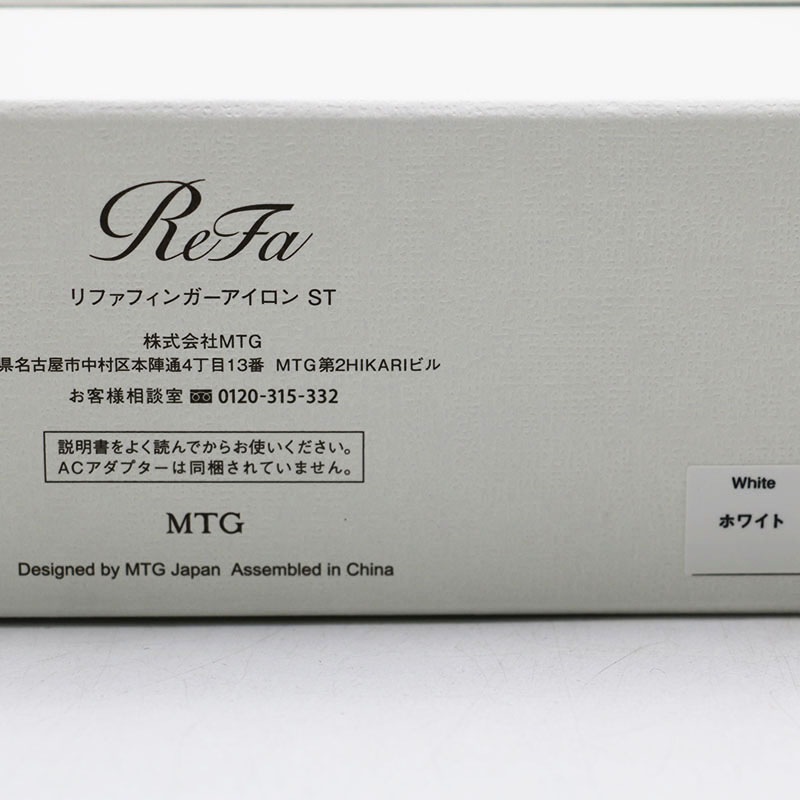 ReFa
リファフィンガーアイロン ST
株式会社MTG
県名古屋市中村区本陣通4丁目13番 MTG第2HIKARIビル
お客様相談室 0120-315-332
説明書をよく読んでからお使いください。
ACアダプターは同梱されていません。
MTG
Designed by MTG Japan Assembled in China
White
ホワイト